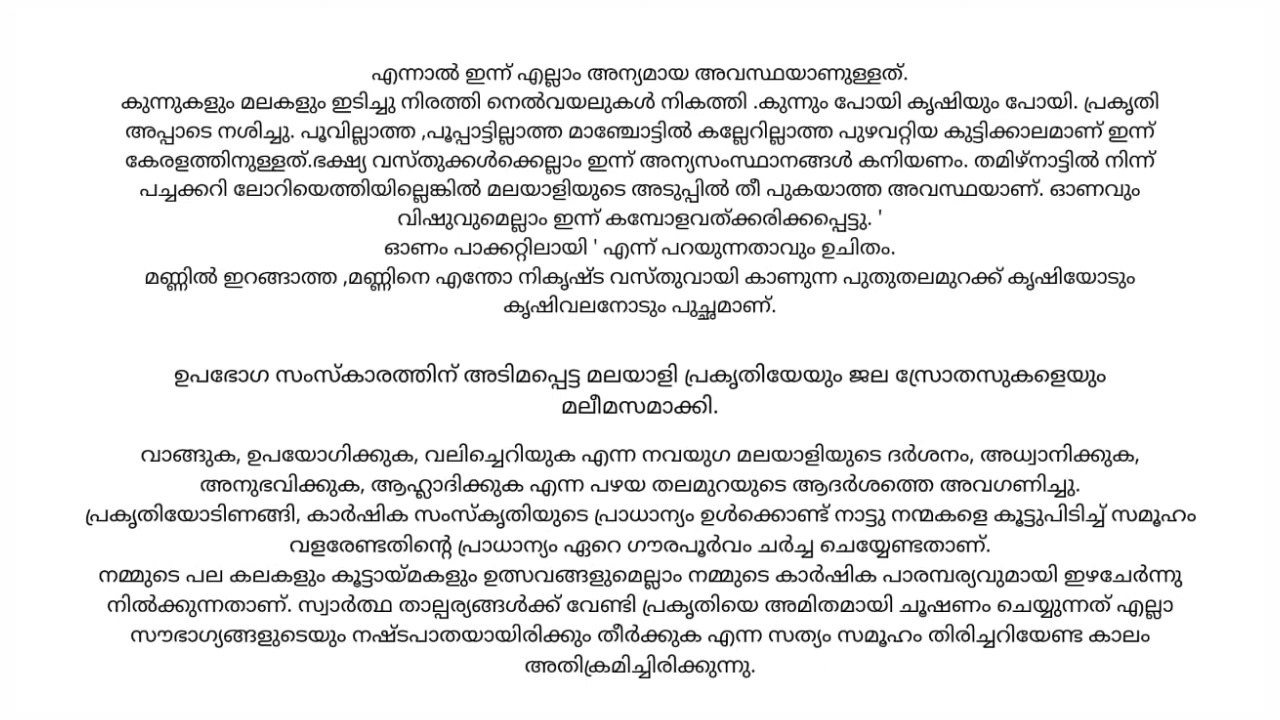 എന്നാൽ ഇന്ന് എല്ലാം അന്യമായ അവസ്ഥയാണുള്ളത്.
കുന്നുകളും മലകളും ഇടിച്ചു നിരത്തി നെൽവയലുകൾ നികത്തി .കുന്നും പോയി കൃഷിയും പോയി. പ്രകൃതി
അപ്പാടെ നശിച്ചു. പൂവില്ലാത്ത ,പൂപ്പാട്ടില്ലാത്ത മാഞ്ചോട്ടിൽ കല്ലേറില്ലാത്ത പുഴവറ്റിയ കുട്ടിക്കാലമാണ് ഇന്ന്
കേരളത്തിനുള്ളത്.ഭക്ഷ്യ വസ്തുക്കൾക്കെല്ലാം ഇന്ന് അന്യസംസ്ഥാനങ്ങൾ കനിയണം. തമിഴ്നാട്ടിൽ നിന്ന്
പച്ചക്കറി ലോറിയെത്തിയില്ലെങ്കിൽ മലയാളിയുടെ അടുപ്പിൽ തീ പുകയാത്ത അവസ്ഥയാണ്. ഓണവും
വിഷുവുമെല്ലാം ഇന്ന് കമ്പോളവത്ക്കരിക്കപ്പെട്ടു. '
ഓണം പാക്കറ്റിലായി ' എന്ന് പറയുന്നതാവും ഉചിതം.
മണ്ണിൽ ഇറങ്ങാത്ത ,മണ്ണിനെ എന്തോ നികൃഷ്ട വസ്തുവായി കാണുന്ന പുതുതലമുറക്ക് കൃഷിയോടും
കൃഷിവലനോടും പുച്ഛമാണ്.
ഉപഭോഗ സംസ്കാരത്തിന് അടിമപ്പെട്ട മലയാളി പ്രകൃതിയേയും ജല സ്രോതസുകളെയും
മലീമസമാക്കി.
വാങ്ങുക, ഉപയോഗിക്കുക, വലിച്ചെറിയുക എന്ന നവയുഗ മലയാളിയുടെ ദർശനം, അധ്വാനിക്കുക,
അനുഭവിക്കുക, ആഹ്ലാദിക്കുക എന്ന പഴയ തലമുറയുടെ ആദർശത്തെ അവഗണിച്ചു.
പ്രകൃതിയോടിണങ്ങി, കാർഷിക സംസ്കൃതിയുടെ പ്രാധാന്യം ഉൾക്കൊണ്ട് നാട്ടു നന്മകളെ കൂട്ടുപിടിച്ച് സമൂഹം
വളരേണ്ടതിന്റെ പ്രാധാന്യം ഏറെ ഗൗരപൂർവം ചർച്ച ചെയ്യേണ്ടതാണ്.
നമ്മുടെ പല കലകളും കൂട്ടായ്മകളും ഉത്സവങ്ങളുമെല്ലാം നമ്മുടെ കാർഷിക പാരമ്പര്യവുമായി ഇഴചേർന്നു
നിൽക്കുന്നതാണ്. സ്വാർത്ഥ താല്പര്യങ്ങൾക്ക് വേണ്ടി പ്രകൃതിയെ അമിതമായി ചൂഷണം ചെയ്യുന്നത് എല്ലാ
സൗഭാഗ്യങ്ങളുടെയും നഷ്ടപാതയായിരിക്കും തീർക്കുക എന്ന സത്യം സമൂഹം തിരിച്ചറിയേണ്ട കാലം
അതിക്രമിച്ചിരിക്കുന്നു.